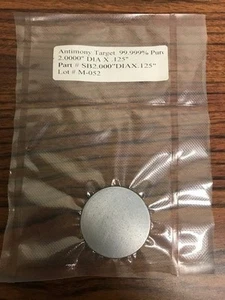 Antimony Target 99.999% Pure
2.0000" DIA X .125"
Part # SB2.000"DIAX.125"
Lot # M-052